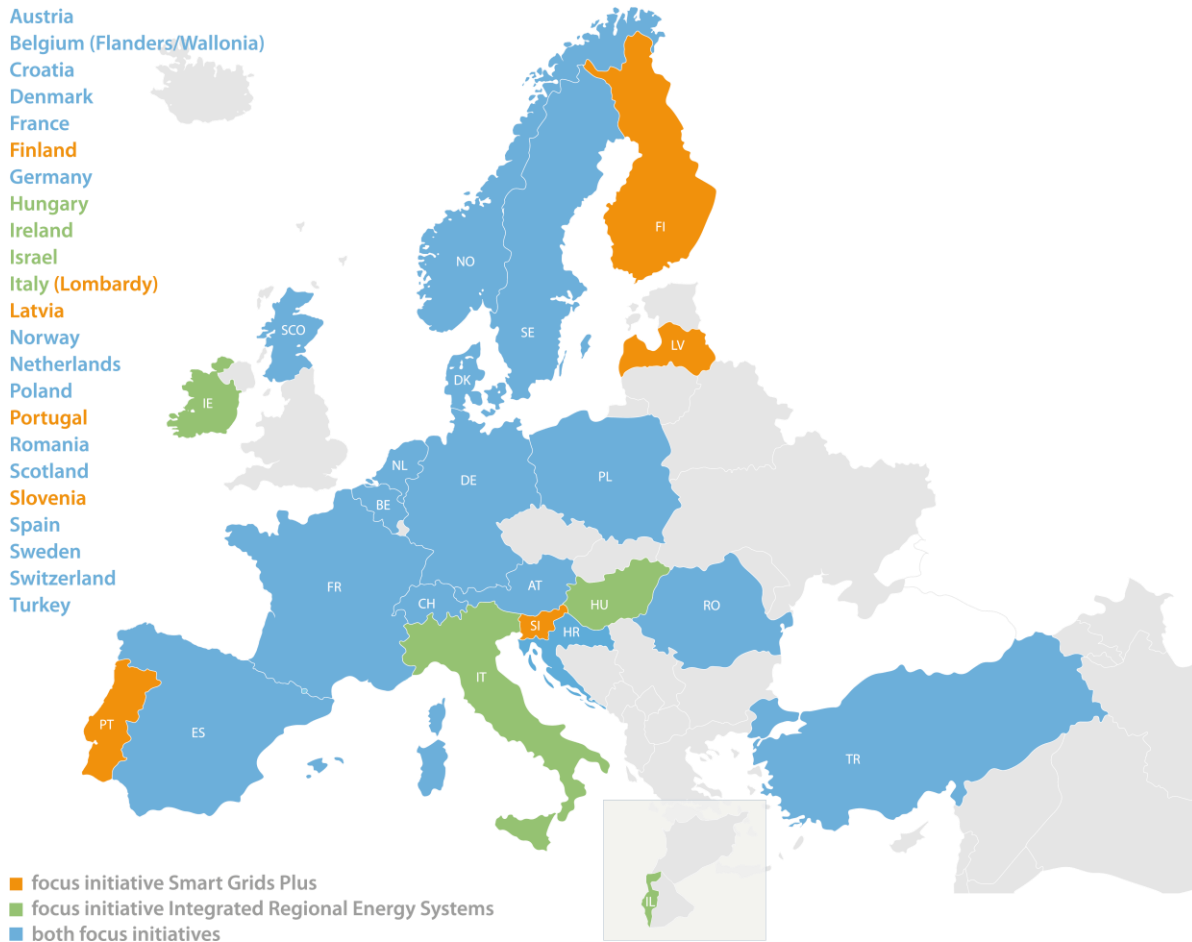 Austria
Belgium (Flanders/Wallonia)
Croatia
Denmark
France
Finland
Germany
Hungary
Ireland
Israel
Italy (Lombardy)
Latvia
Norway
Netherlands
Poland
Portugal
Romania
Scotland
Slovenia
Spain
Sweden
Switzerland
Turkey
FI
NO
SCO
SE
LV
DK
IE
NL
DE
PL
BE
FR
AT
CH
HU
RO
SI
HR
IT
PT
ES
TR
IL
focus initiative Smart Grids Plus
focus initiative Integrated Regional Energy Systems
both focus initiatives